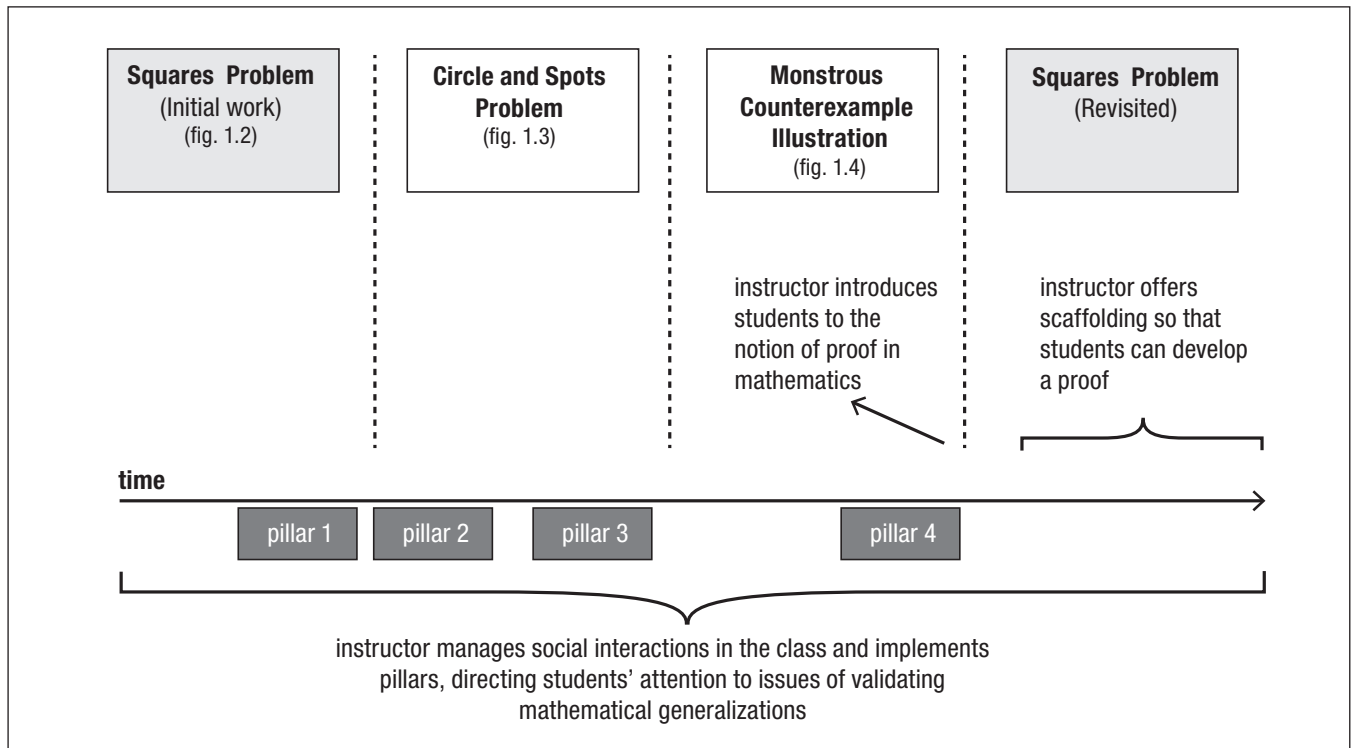 Squares Problem
(Initial work)
(fig. 1.2)
Circle and Spots
Problem
(fig. 1.3)
Monstrous
Counterexample
Illustration
(fig. 1.4)
Squares Problem
(Revisited)
instructor introduces
students to the
notion of proof in
mathematics
instructor offers
scaffolding so that
students can develop
a proof
time
pillar 1
pillar 2
pillar 3
pillar 4
instructor manages social interactions in the class and implements
pillars, directing students’ attention to issues of validating
mathematical generalizations